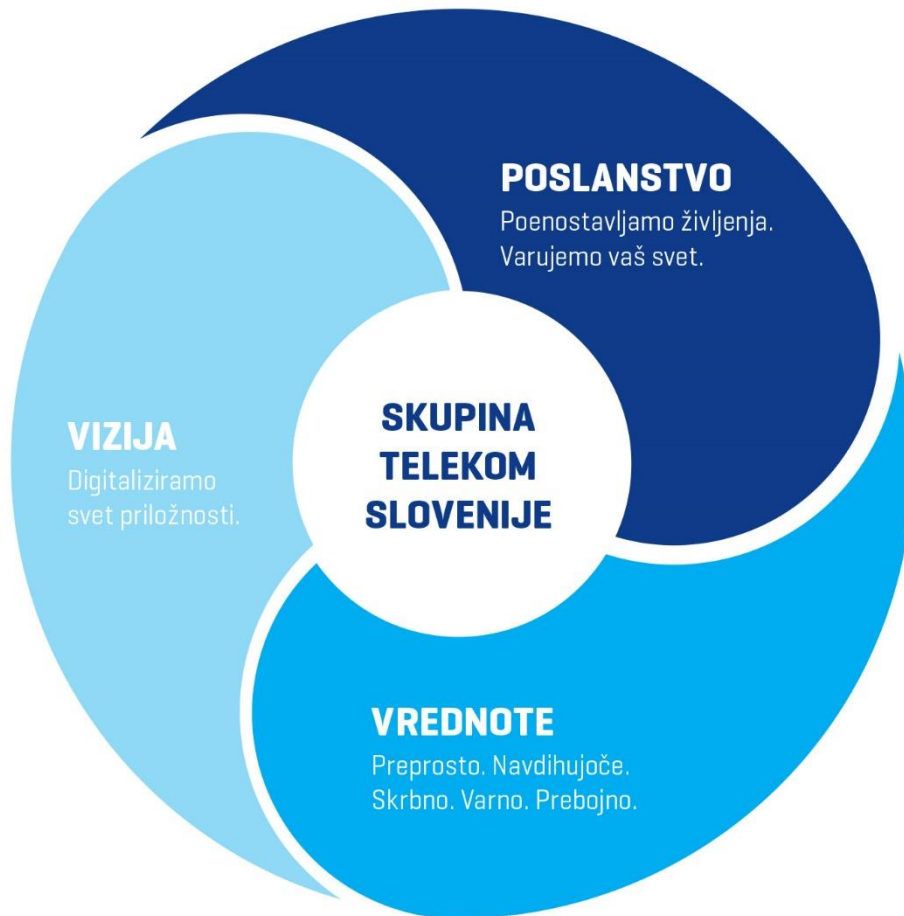 POSLANSTVO
Poenostavljamo življenja.
Varujemo vaš svet.
VIZIJA
Digitaliziramo
svet priložnosti.
SKUPINA
TELEKOM
SLOVENIJE
VREDNOTE
Preprosto. Navdihujoče.
Skrbno. Varno. Prebojno.